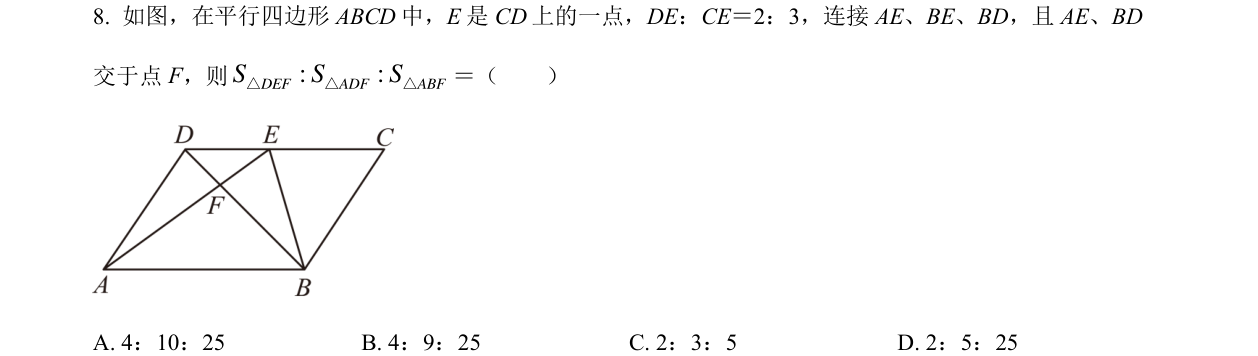 8. 如图，在平行四边形 ABCD 中，E 是 CD 上的一点，DE：CE＝2：3，连接 AE、BE、BD，且 AE、BD
交于点 F，则 S△DEF : S△ADF : S△ABF ＝（　　）
D E C
F
A B
A. 4：10：25 B. 4：9：25 C. 2：3：5 D. 2：5：25